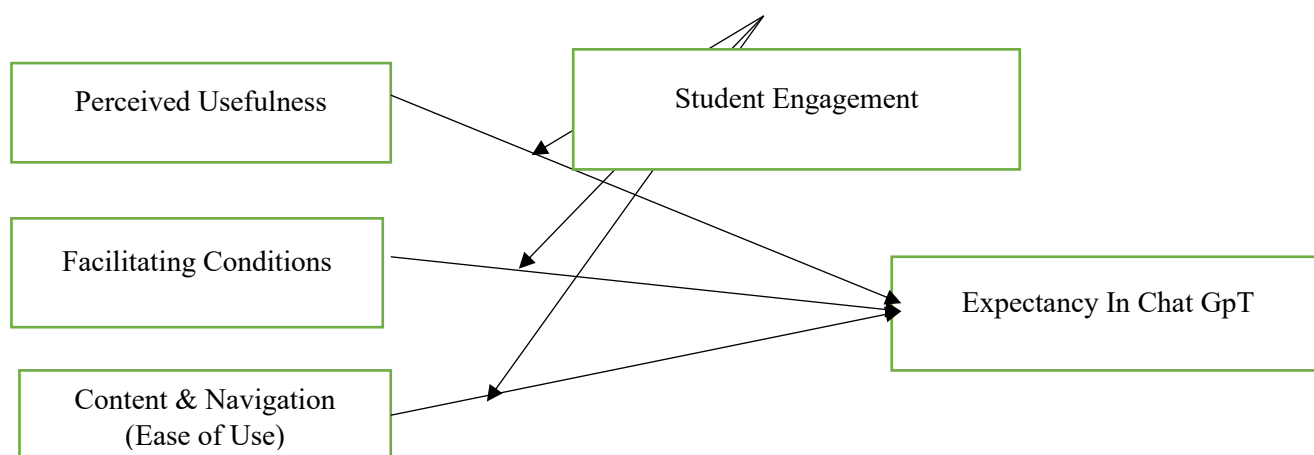 Perceived Usefulness
Student Engagement
Facilitating Conditions
Expectancy In Chat GpT
Content & Navigation
(Ease of Use)